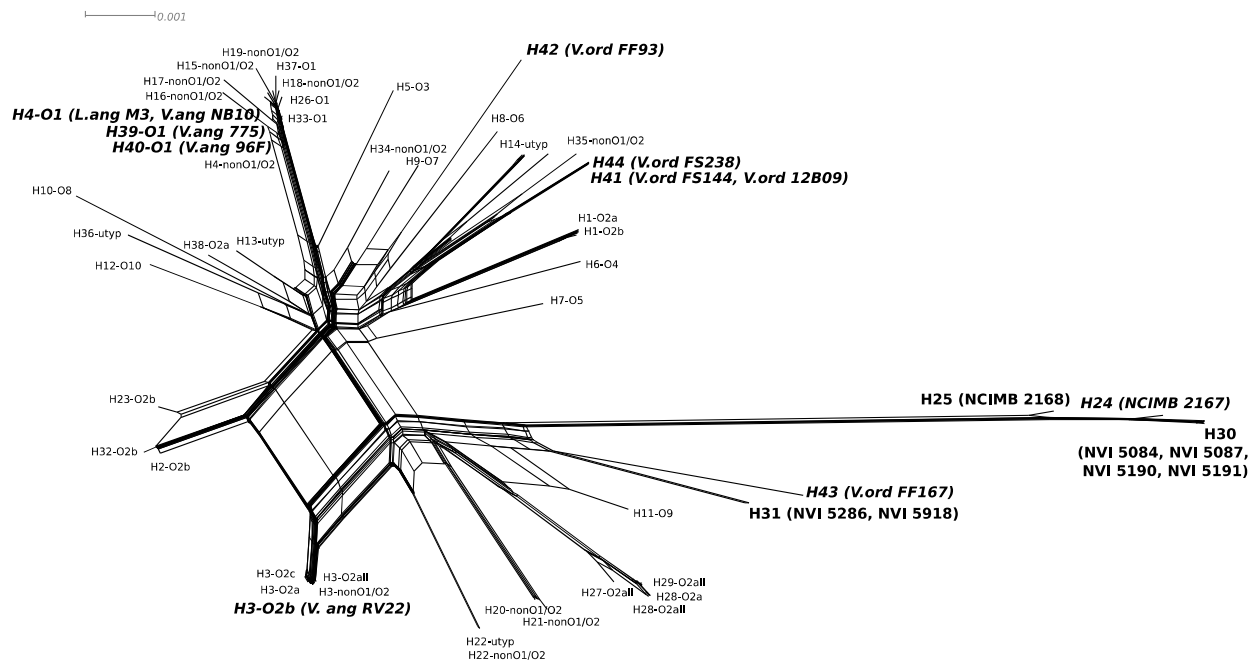 0.001
H19-nonO1/O2
H15-nonO1/O2
H37-O1
H17-nonO1/O2
H18-nonO1/O2
H16-nonO1/O2
H26-O1
H4-O1 (L.ang M3, V.ang NB10)
H33-O1
H39-O1 (V.ang 775)
H40-O1 (V.ang 96F)
H4-nonO1/O2
H5-O3
H42 (V.ord FF93)
H8-O6
H34-nonO1/O2
H9-O7
H14-utyp
H35-nonO1/O2
H44 (V.ord FS238)
H41 (V.ord FS144, V.ord 12B09)
H10-O8
H36-utyp
H38-O2a
H13-utyp
H12-O10
H1-O2a
H1-O2b
H6-O4
H7-O5
H23-O2b
H32-O2b
H2-O2b
H25 (NCIMB 2168)
H24 (NCIMB 2167)
H30
(NVI 5084, NVI 5087,
NVI 5190, NVI 5191)
H43 (V.ord FF167)
H31 (NVI 5286, NVI 5918)
H11-O9
H3-O2c
H3-O2aII
H3-O2a
H3-nonO1/O2
H3-O2b (V. ang RV22)
H29-O2aII
H27-O2aII
H28-O2a
H28-O2aII
H20-nonO1/O2
H21-nonO1/O2
H22-utyp
H22-nonO1/O2